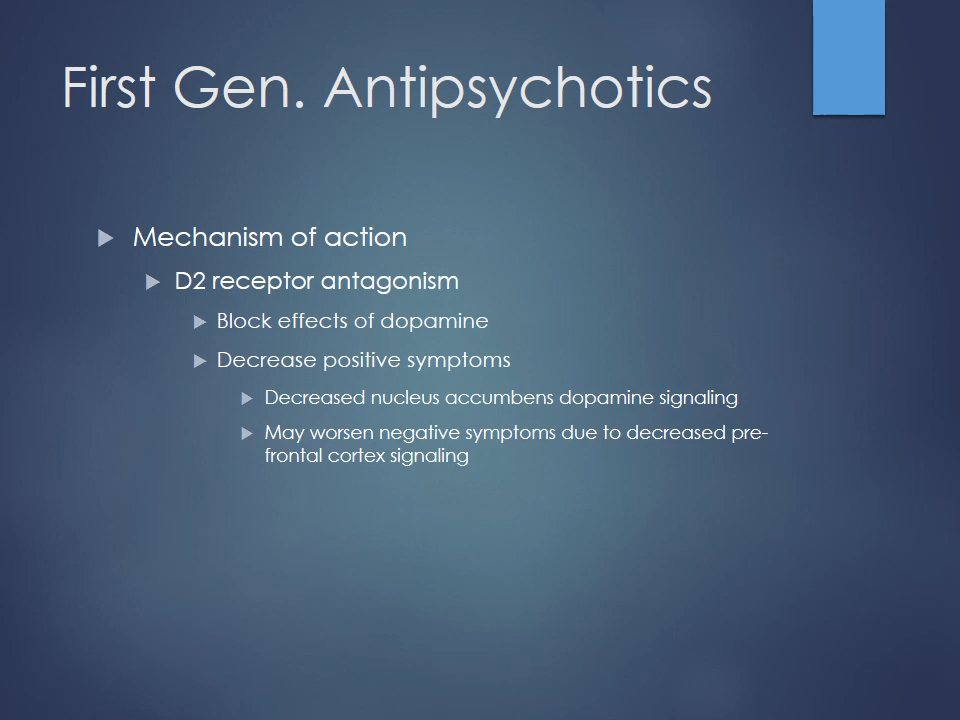 First Gen. Antipsychotics
Mechanism of action
D2 receptor antagonism
Block effects of dopamine
Decrease positive symptoms
Decreased nucleus accumbens dopamine signaling
May worsen negative symptoms due to decreased pre-
frontal cortex signaling